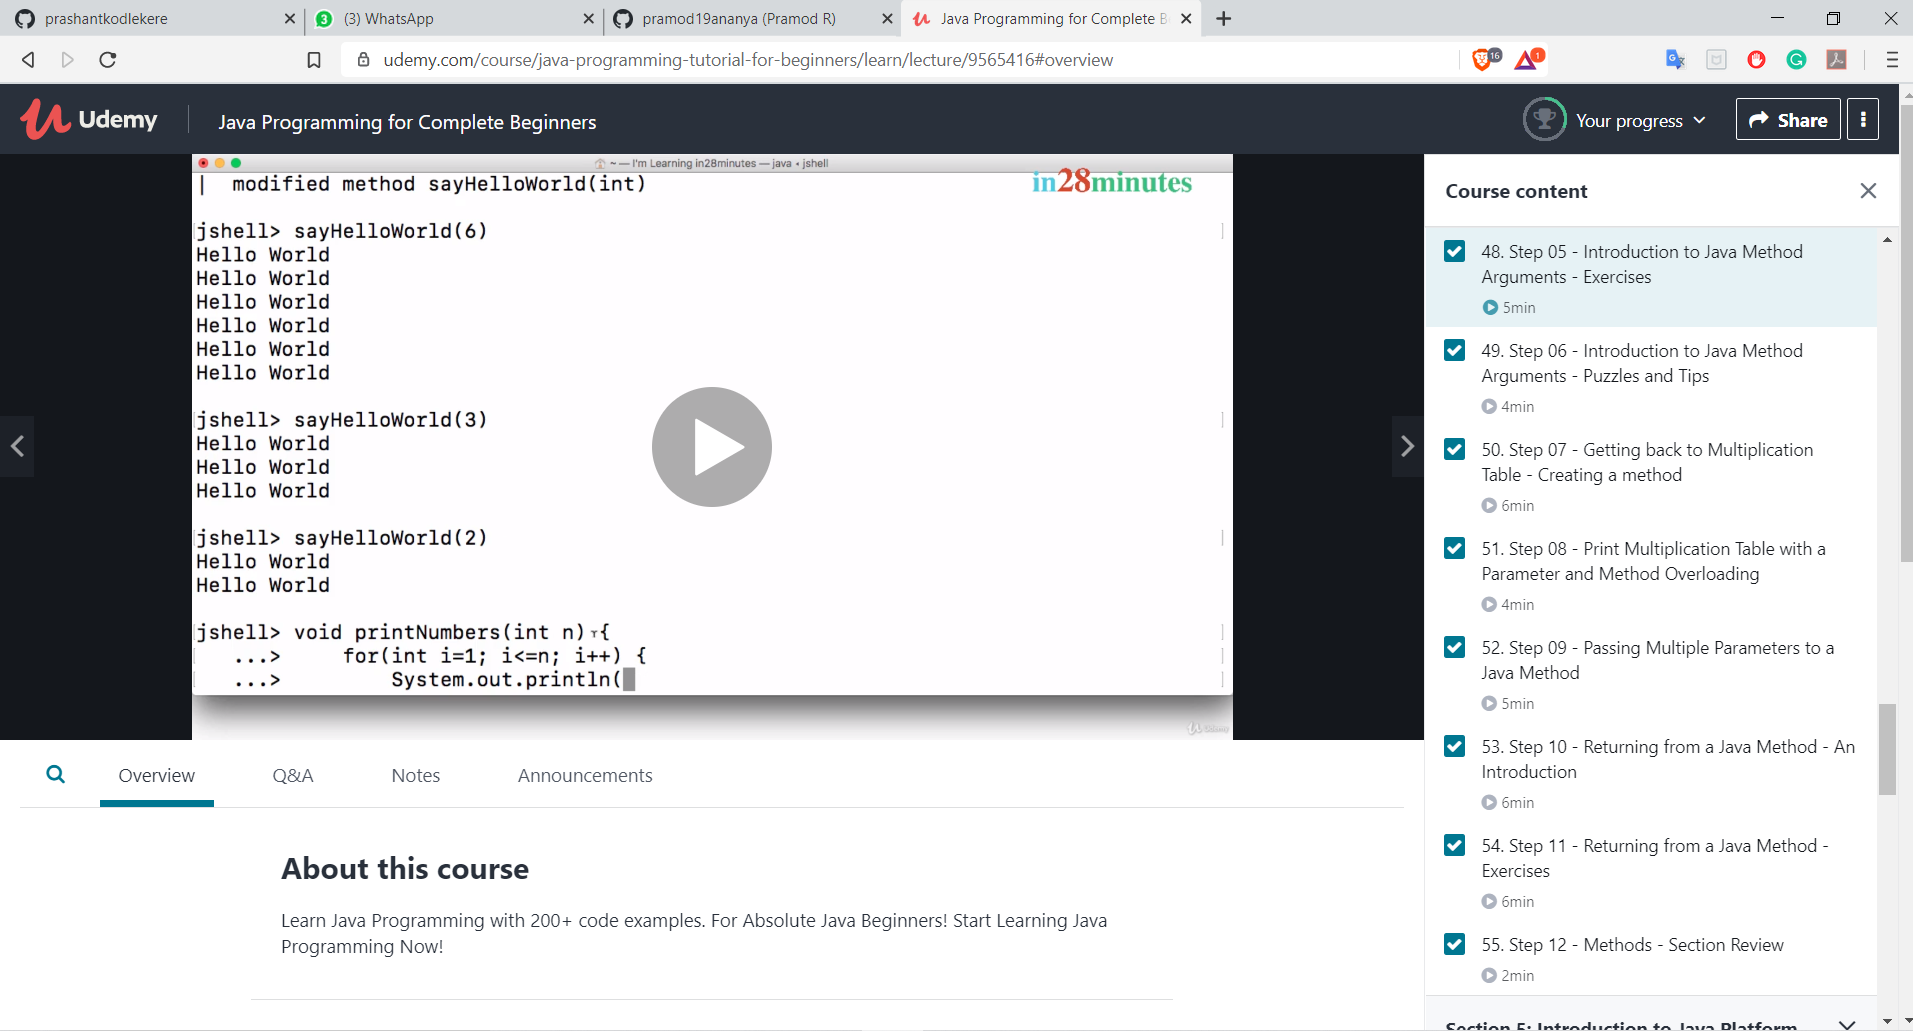 prashantkodlekere
(3) WhatsApp
pramod19ananya (Pramod R)
Java Programming for Complete B
udemy.com/course/java-programming-tutorial-for-beginners/learn/lecture/9565416#overview
16
1
Udemy
Java Programming for Complete Beginners
Your progress
Share
~ — I'm Learning in28minutes — java • jshell
in28minutes
| modified method sayHelloWorld(int)
jshell> sayHelloWorld(6)
Hello World
Hello World
Hello World
Hello World
Hello World
Hello World
jshell> sayHelloWorld(3)
Hello World
Hello World
Hello World
jshell> sayHelloWorld(2)
Hello World
Hello World
jshell> void printNumbers(int n) {
...> for(int i=1; i<=n; i++) {
...> System.out.println(
Udemy
Overview
Q&A
Notes
Announcements
About this course
Learn Java Programming with 200+ code examples. For Absolute Java Beginners! Start Learning Java
Programming Now!
Course content
48. Step 05 - Introduction to Java Method
Arguments - Exercises
5min
49. Step 06 - Introduction to Java Method
Arguments - Puzzles and Tips
4min
50. Step 07 - Getting back to Multiplication
Table - Creating a method
6min
51. Step 08 - Print Multiplication Table with a
Parameter and Method Overloading
4min
52. Step 09 - Passing Multiple Parameters to a
Java Method
5min
53. Step 10 - Returning from a Java Method - An
Introduction
6min
54. Step 11 - Returning from a Java Method -
Exercises
6min
55. Step 12 - Methods - Section Review
2min
Section 5: Introduction to Java Platform